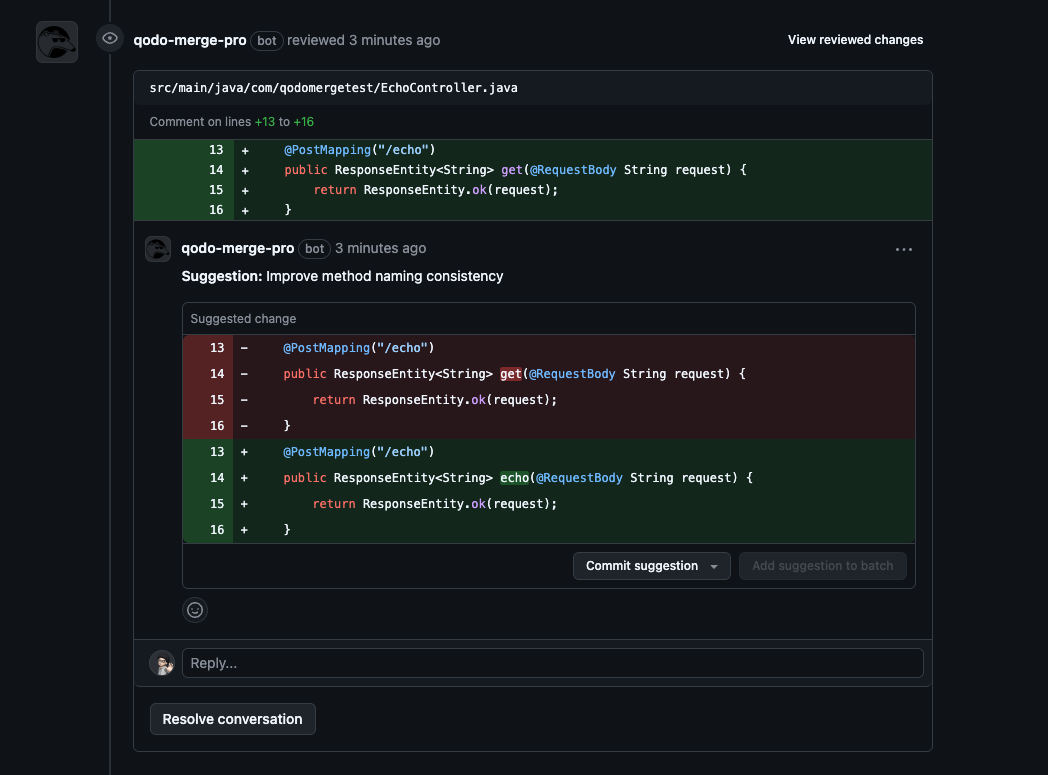 qodo-merge-pro bot reviewed 3 minutes ago View reviewed changes
src/main/java/com/qodomergetest/EchoController.java
Comment on lines +13 to +16
13 + @PostMapping("/echo")
14 + public ResponseEntity<String> get(@RequestBody String request) {
15 + return ResponseEntity.ok(request);
16 + }
qodo-merge-pro bot 3 minutes ago ...
Suggestion: Improve method naming consistency
Suggested change
13 - @PostMapping("/echo")
14 - public ResponseEntity<String> get(@RequestBody String request) {
15 - return ResponseEntity.ok(request);
16 - }
13 + @PostMapping("/echo")
14 + public ResponseEntity<String> echo(@RequestBody String request) {
15 + return ResponseEntity.ok(request);
16 + }
Commit suggestion Add suggestion to batch
Reply...
Resolve conversation